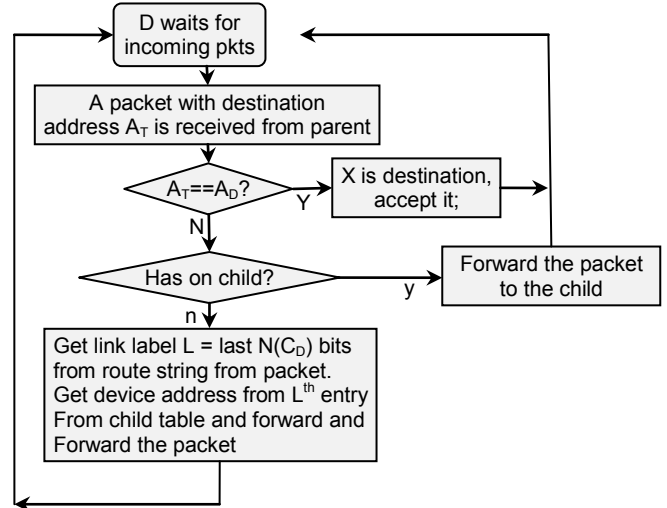 D waits for
incoming pkts
A packet with destination
address A_T is received from parent
A_T==A_D?
Y
X is destination,
accept it;
N
Has on child?
y
Forward the packet
to the child
n
Get link label L = last N(C_D) bits
from route string from packet.
Get device address from L^th entry
From child table and forward and
Forward the packet